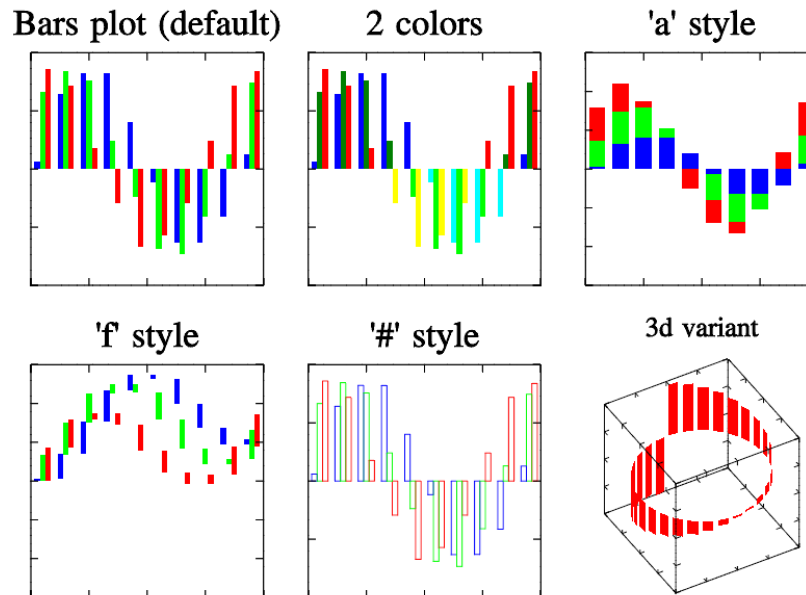 Bars plot (default)
2 colors
'a' style
'f' style
'#' style
3d variant